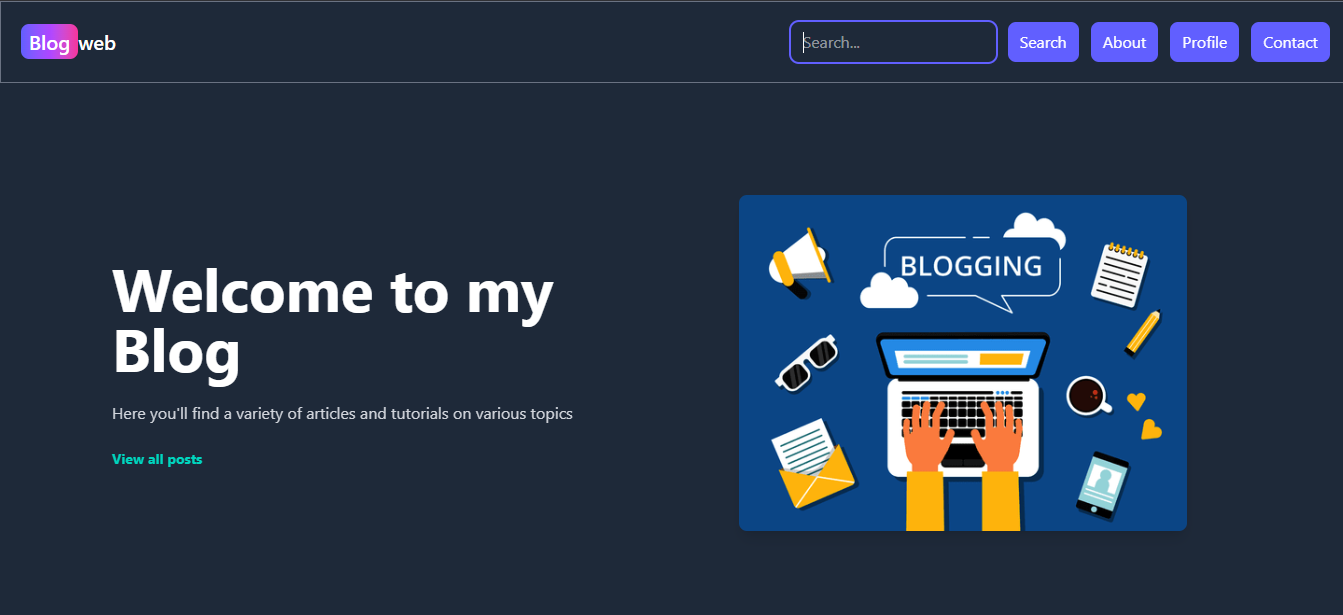 Blog web
Search...
Search
About
Profile
Contact
BLOGGING
Welcome to my
Blog
Here you'll find a variety of articles and tutorials on various topics
View all posts